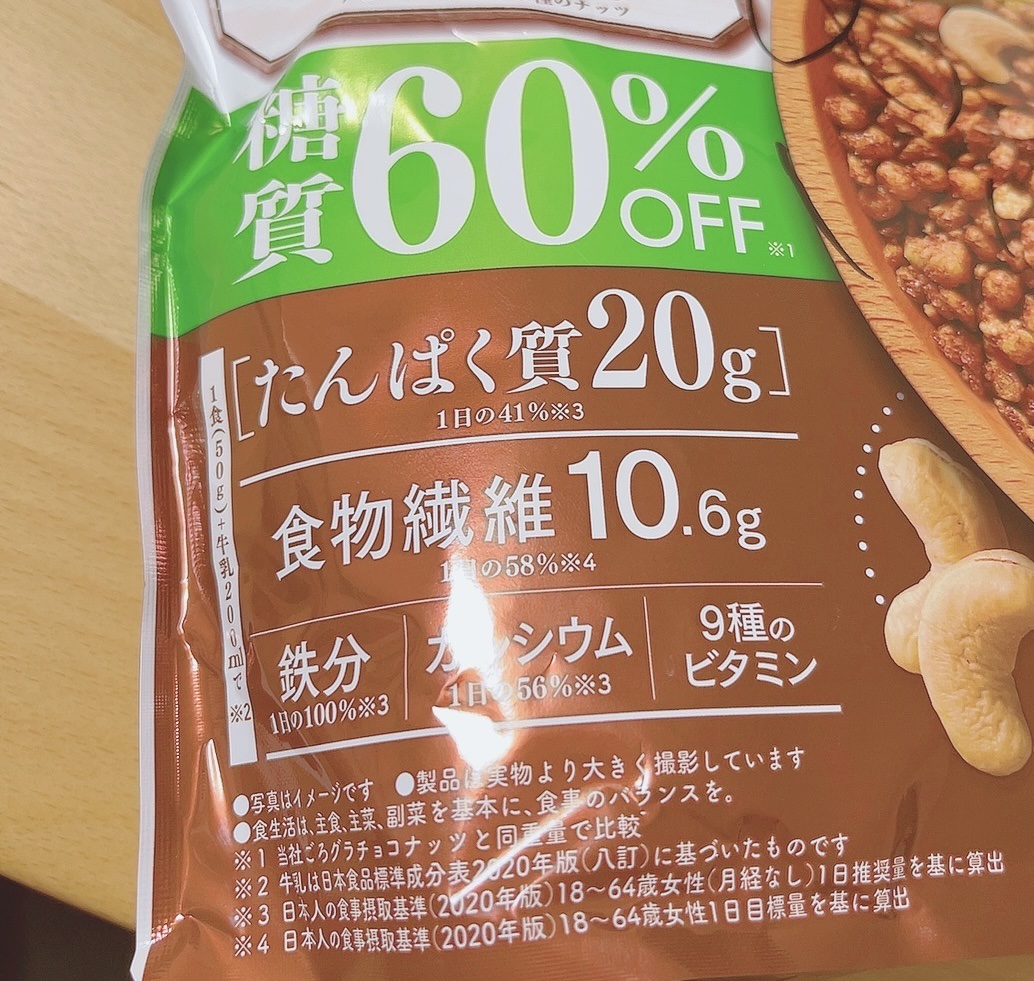 種のナッツ
糖質60%OFF※1
1食(50g)+牛乳200mlで※2
[たんぱく質20g]
1日の41%※3
食物繊維10.6g
1日の58%※4
鉄分
1日の100%※3
カルシウム
1日の56%※3
9種の
ビタミン
●写真はイメージです ●製品は実物より大きく撮影しています
●食生活は、主食、主菜、副菜を基本に、食事のバランスを。
※1 当社ごろグラチョコナッツと同重量で比較
※2 牛乳は日本食品標準成分表2020年版(八訂)に基づいたものです
※3 日本人の食事摂取基準(2020年版)18〜64歳女性(月経なし)1日推奨量を基に算出
※4 日本人の食事摂取基準(2020年版)18〜64歳女性1日目標量を基に算出